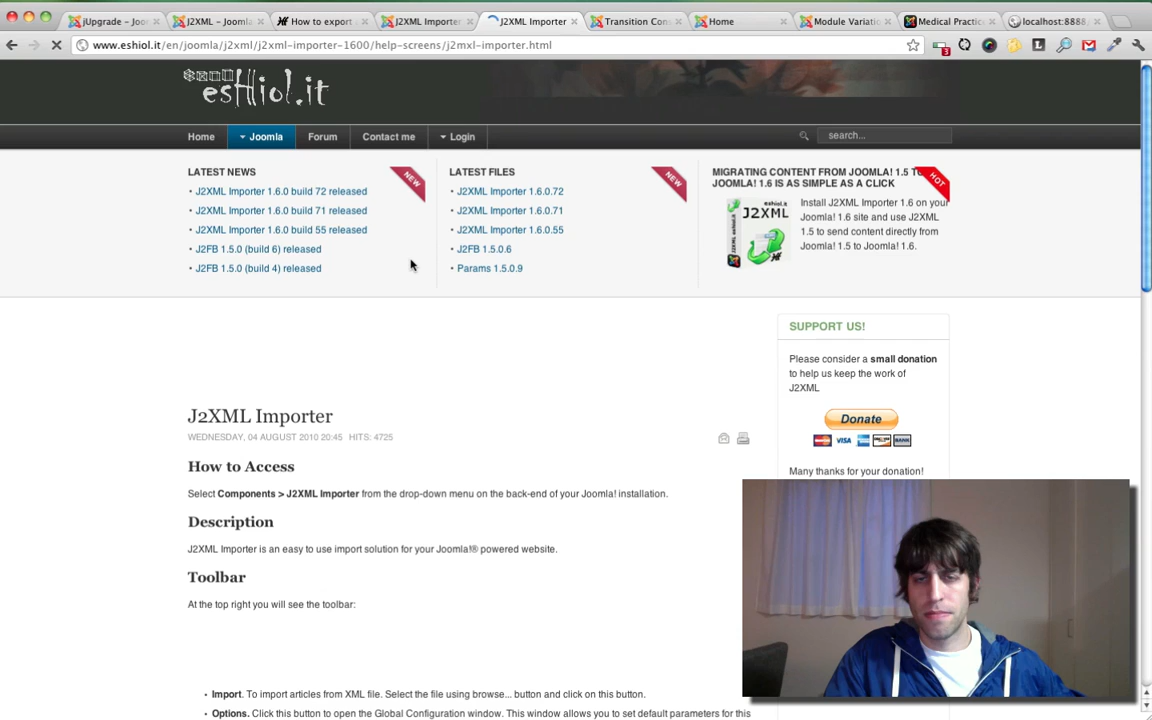 jUpgrade – Joo
J2XML – Joomla
How to export
J2XML Importer
J2XML Importer
Transition Con
Home
Module Variatio
Medical Practic
localhost:8888
www.eshiol.it/en/joomla/j2xml/j2xml-importer-1600/help-screens/j2mxl-importer.html
esHiol.it
Home
Joomla
Forum
Contact me
Login
search...
LATEST NEWS
NEW
J2XML Importer 1.6.0 build 72 released
J2XML Importer 1.6.0 build 71 released
J2XML Importer 1.6.0 build 55 released
J2FB 1.5.0 (build 6) released
J2FB 1.5.0 (build 4) released
LATEST FILES
NEW
J2XML Importer 1.6.0.72
J2XML Importer 1.6.0.71
J2XML Importer 1.6.0.55
J2FB 1.5.0.6
Params 1.5.0.9
MIGRATING CONTENT FROM JOOMLA! 1.5 TO
JOOMLA! 1.6 IS AS SIMPLE AS A CLICK
HOT
J2XML
Install J2XML Importer 1.6 on your
Joomla! 1.6 site and use J2XML
1.5 to send content directly from
Joomla! 1.5 to Joomla! 1.6.
SUPPORT US!
Please consider a small donation
to help us keep the work of
J2XML
Donate
VISA
BANK
Many thanks for your donation!
J2XML Importer
WEDNESDAY, 04 AUGUST 2010 20:45 HITS: 4725
How to Access
Select Components > J2XML Importer from the drop-down menu on the back-end of your Joomla! installation.
Description
J2XML Importer is an easy to use import solution for your Joomla!® powered website.
Toolbar
At the top right you will see the toolbar:
Import. To import articles from XML file. Select the file using browse... button and click on this button.
Options. Click this button to open the Global Configuration window. This window allows you to set default parameters for this